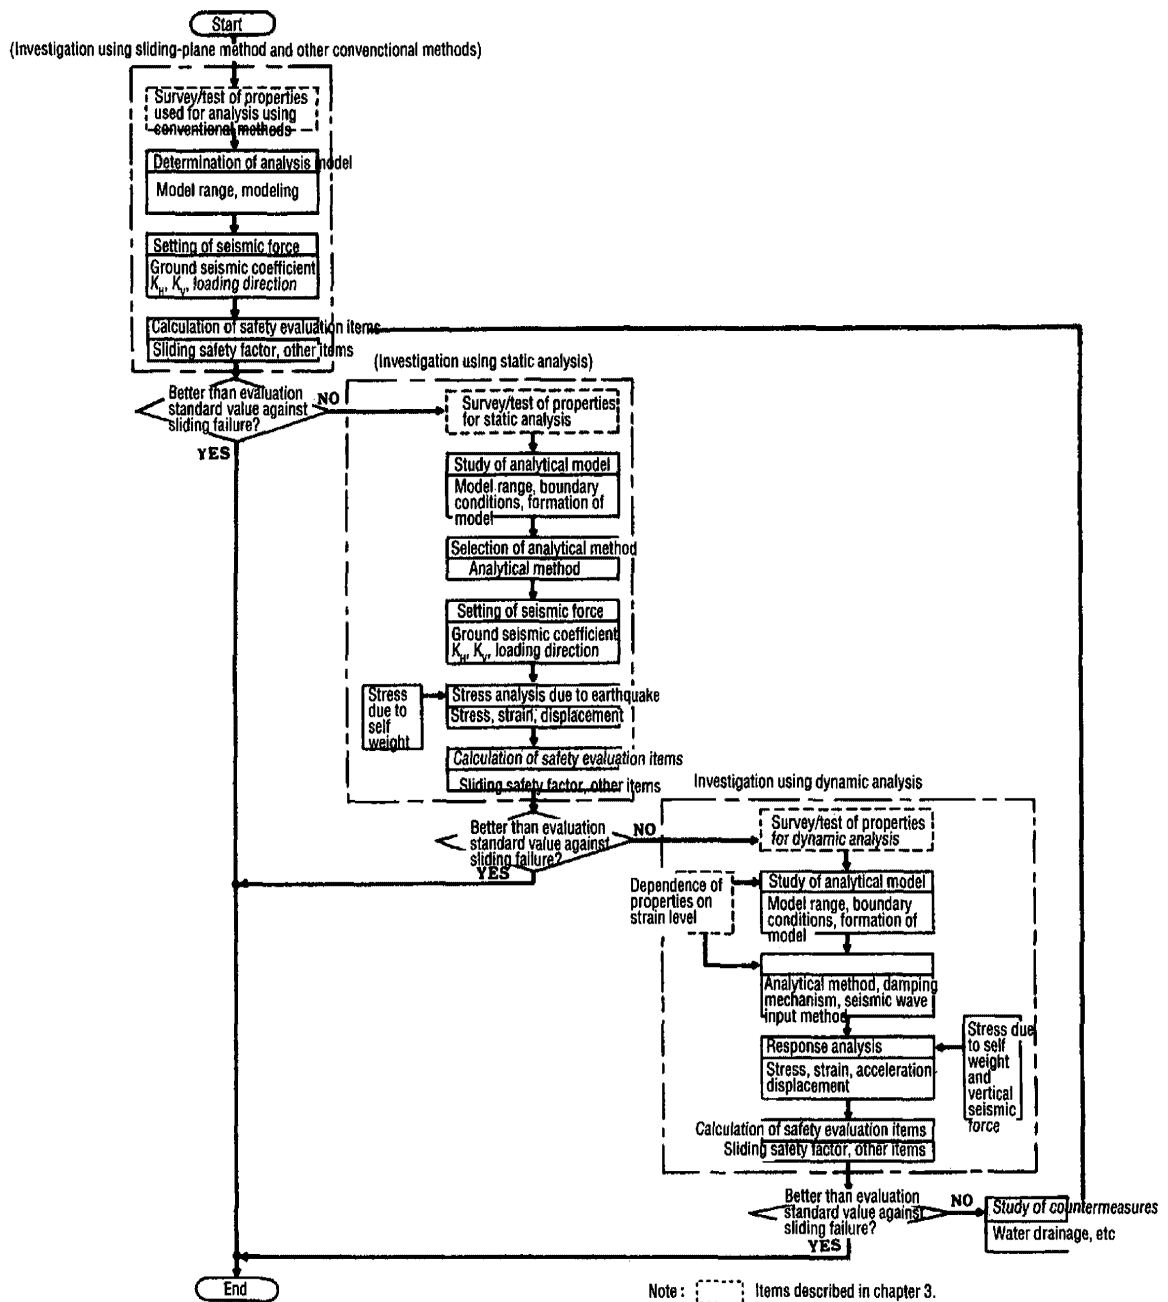 Start
(Investigation using sliding-plane method and other convenctional methods)
Survey/test of properties
used for analysis using
conventional methods
Determination of analysis model
Model range, modeling
Setting of seismic force
Ground seismic coefficient
K_H, K_V, loading direction
Calculation of safety evaluation items
Sliding safety factor, other items
Better than evaluation
standard value against
sliding failure?
NO
YES
(Investigation using static analysis)
Survey/test of properties
for static analysis
Study of analytical model
Model range, boundary
conditions, formation of
model
Selection of analytical method
Analytical method
Setting of seismic force
Ground seismic coefficient
K_H, K_V, loading direction
Stress
due to
self
weight
Stress analysis due to earthquake
Stress, strain, displacement
Calculation of safety evaluation items
Sliding safety factor, other items
Better than evaluation
standard value against
sliding failure?
NO
YES
Investigation using dynamic analysis
Survey/test of properties
for dynamic analysis
Dependence of
properties on
strain level
Study of analytical model
Model range, boundary
conditions, formation of
model
Analytical method, damping
mechanism, seismic wave
input method
Response analysis
Stress, strain, acceleration
displacement
Stress due
to self
weight
and
vertical
seismic
force
Calculation of safety evaluation items
Sliding safety factor, other items
Better than evaluation
standard value against
sliding failure?
NO
YES
Study of countermeasures
Water drainage, etc
End
Note : Items described in chapter 3.